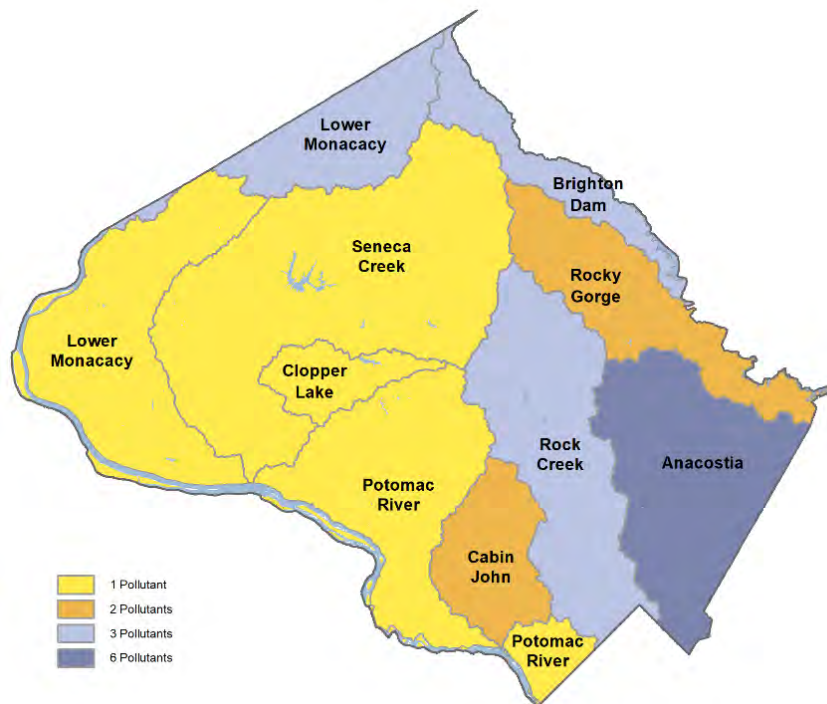 Lower
Monacacy
Brighton
Dam
Seneca
Creek
Rocky
Gorge
Lower
Monacacy
Clopper
Lake
Rock
Creek
Anacostia
Potomac
River
Cabin
John
Potomac
River
1 Pollutant
2 Pollutants
3 Pollutants
6 Pollutants